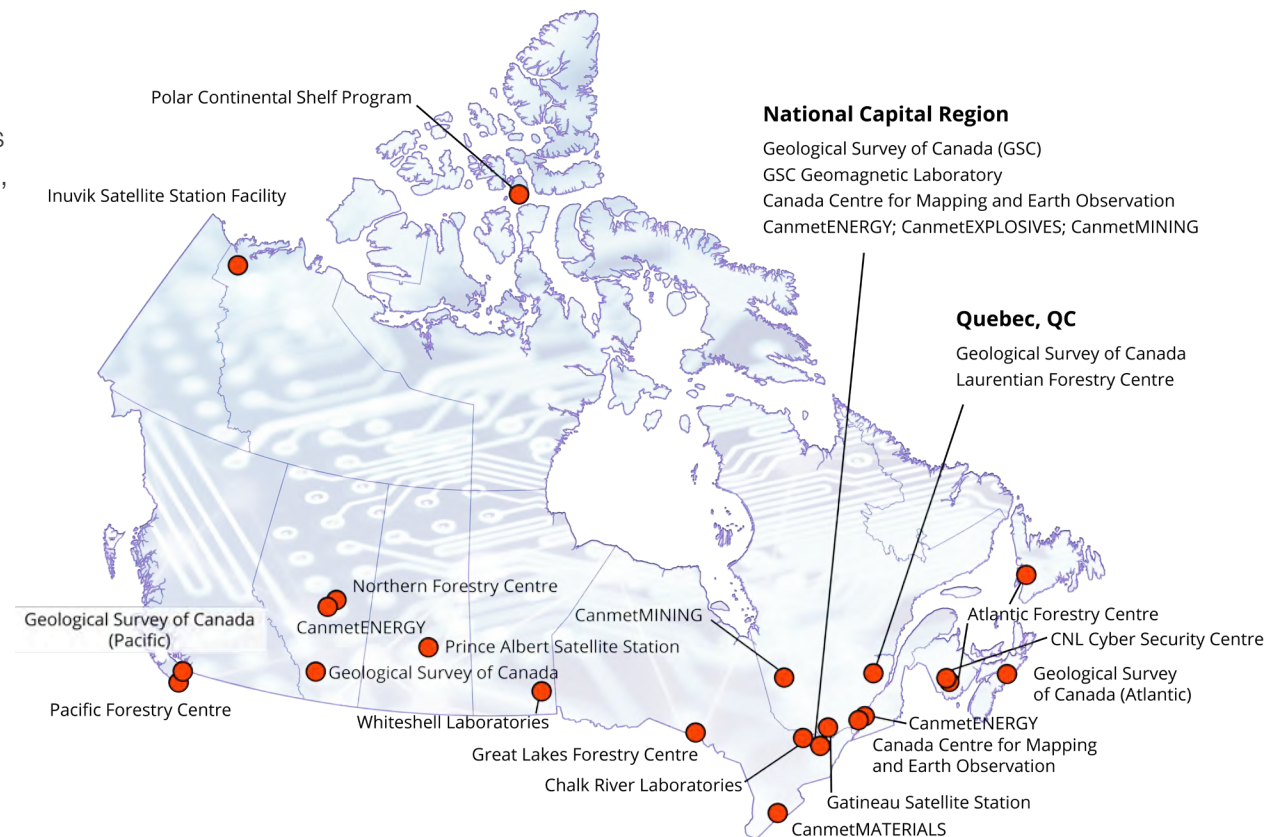 s
,
Polar Continental Shelf Program
Inuvik Satellite Station Facility
National Capital Region
Geological Survey of Canada (GSC)
GSC Geomagnetic Laboratory
Canada Centre for Mapping and Earth Observation
CanmetENERGY; CanmetEXPLOSIVES; CanmetMINING
Quebec, QC
Geological Survey of Canada
Laurentian Forestry Centre
Northern Forestry Centre
CanmetENERGY
Geological Survey of Canada
(Pacific)
Prince Albert Satellite Station
Geological Survey of Canada
Pacific Forestry Centre
Whiteshell Laboratories
CanmetMINING
Great Lakes Forestry Centre
Chalk River Laboratories
Atlantic Forestry Centre
CNL Cyber Security Centre
Geological Survey
of Canada (Atlantic)
CanmetENERGY
Canada Centre for Mapping
and Earth Observation
Gatineau Satellite Station
CanmetMATERIALS